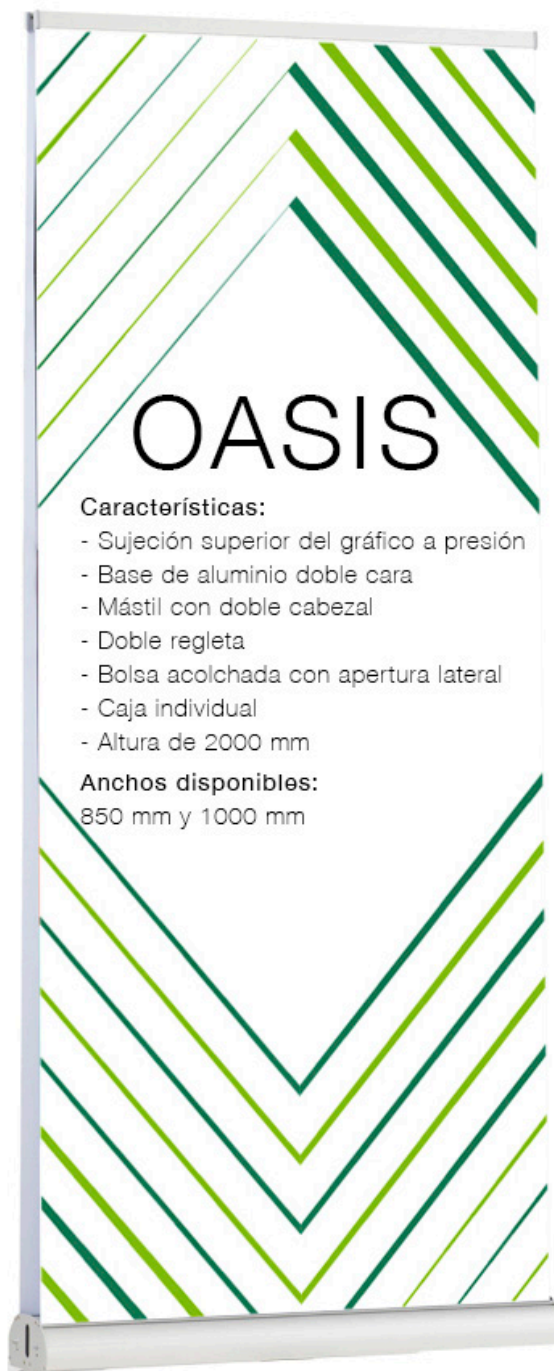 OASIS
Características:
- Sujeción superior del gráfico a presión
- Base de aluminio doble cara
- Mástil con doble cabezal
- Doble regleta
- Bolsa acolchada con apertura lateral
- Caja individual
- Altura de 2000 mm
Anchos disponibles:
850 mm y 1000 mm